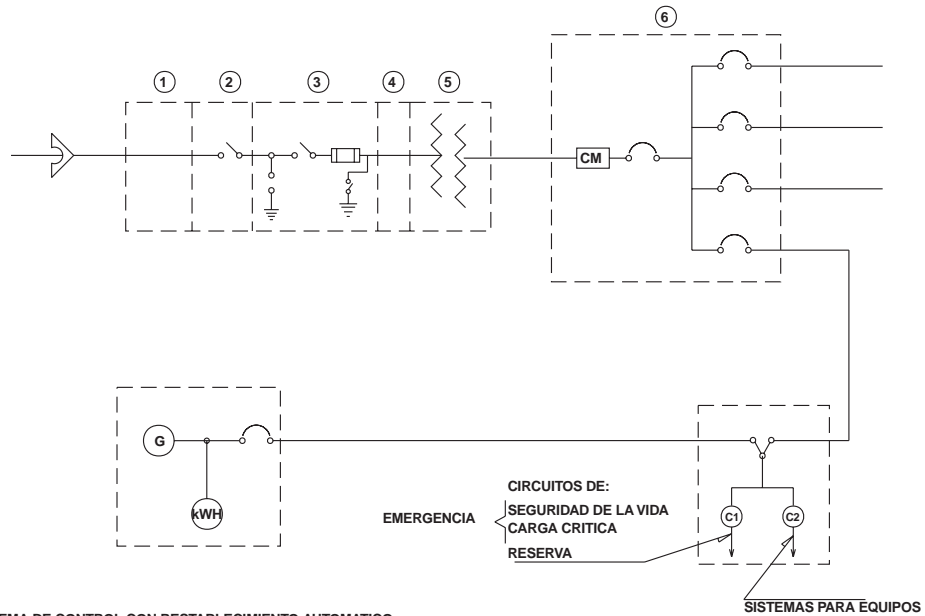 6
1
2
3
4
5
CM
G
kWH
CIRCUITOS DE:
EMERGENCIA
SEGURIDAD DE LA VIDA
CARGA CRITICA
RESERVA
C1
C2
SISTEMAS PARA EQUIPOS